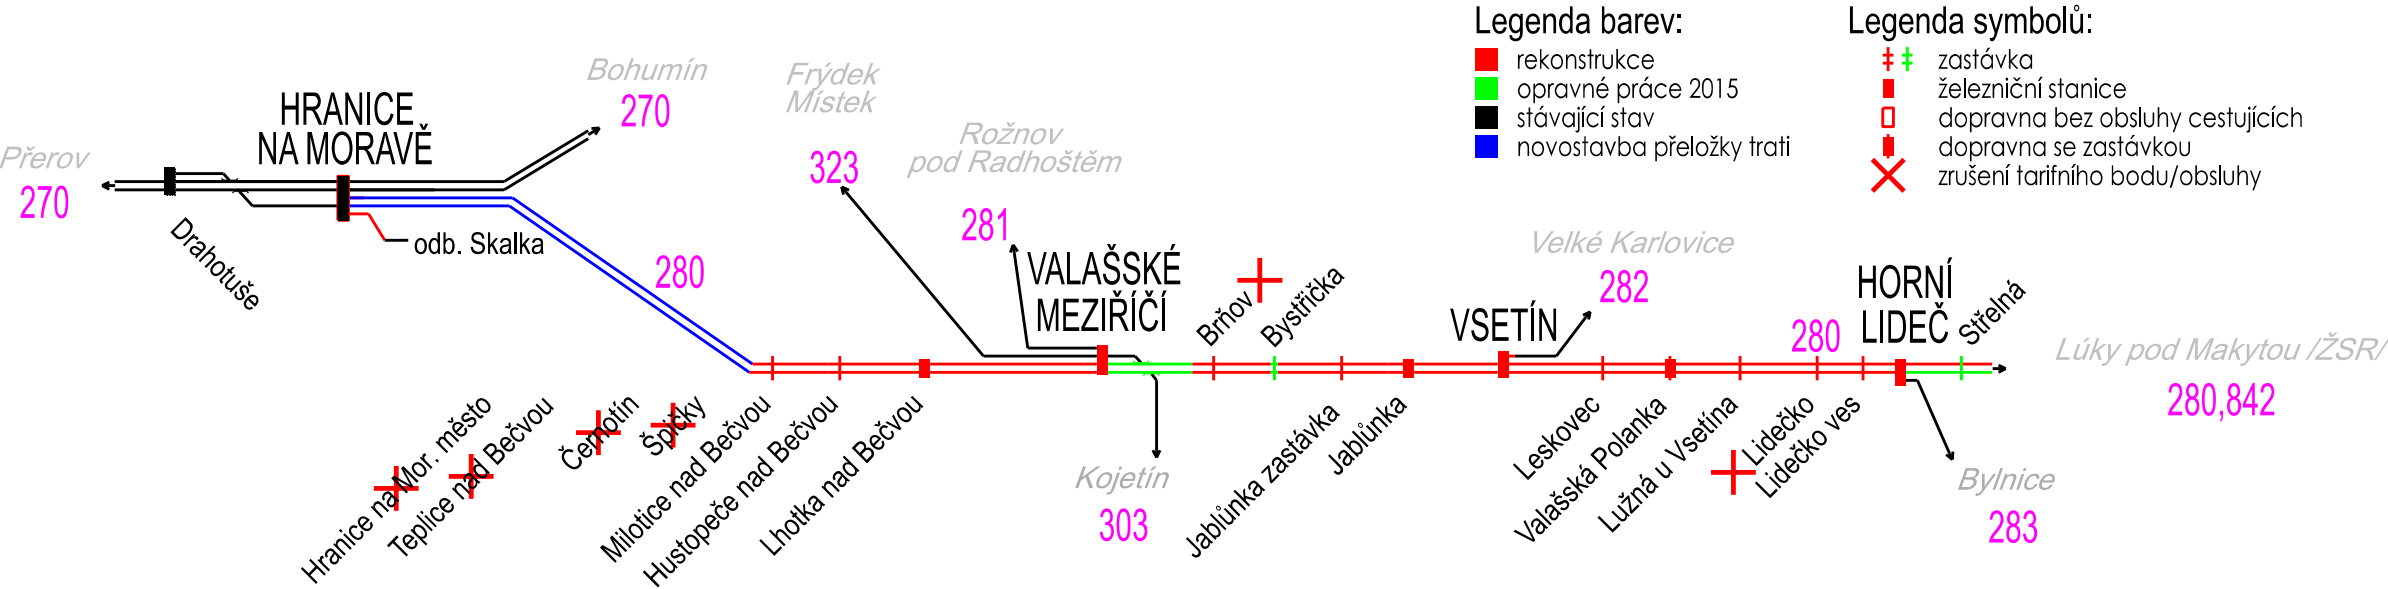 Legenda barev:
rekonstrukce
opravné práce 2015
stávající stav
novostavba přeložky trati
Legenda symbolů:
zastávka
železniční stanice
dopravna bez obsluhy cestujících
dopravna se zastávkou
zrušení tarifního bodu/obsluhy
Přerov
270
HRANICE
NA MORAVĚ
Bohumín
270
Drahotuše
odb. Skalka
280
Frýdek
Místek
323
Rožnov
pod Radhoštěm
281
VALAŠSKÉ
MEZIŘÍČÍ
Brňov
Bystřička
VSETÍN
Velké Karlovice
282
280
HORNÍ
LIDEČ
Střelná
Lúky pod Makytou /ŽSR/
280,842
Hranice na Mor. město
Teplice nad Bečvou
Černotín
Špičky
Milotice nad Bečvou
Hustopeče nad Bečvou
Lhotka nad Bečvou
Kojetín
303
Jablůnka zastávka
Jablůnka
Leskovec
Valašská Polanka
Lužná u Vsetína
Lidečko
Lidečko ves
Bylnice
283